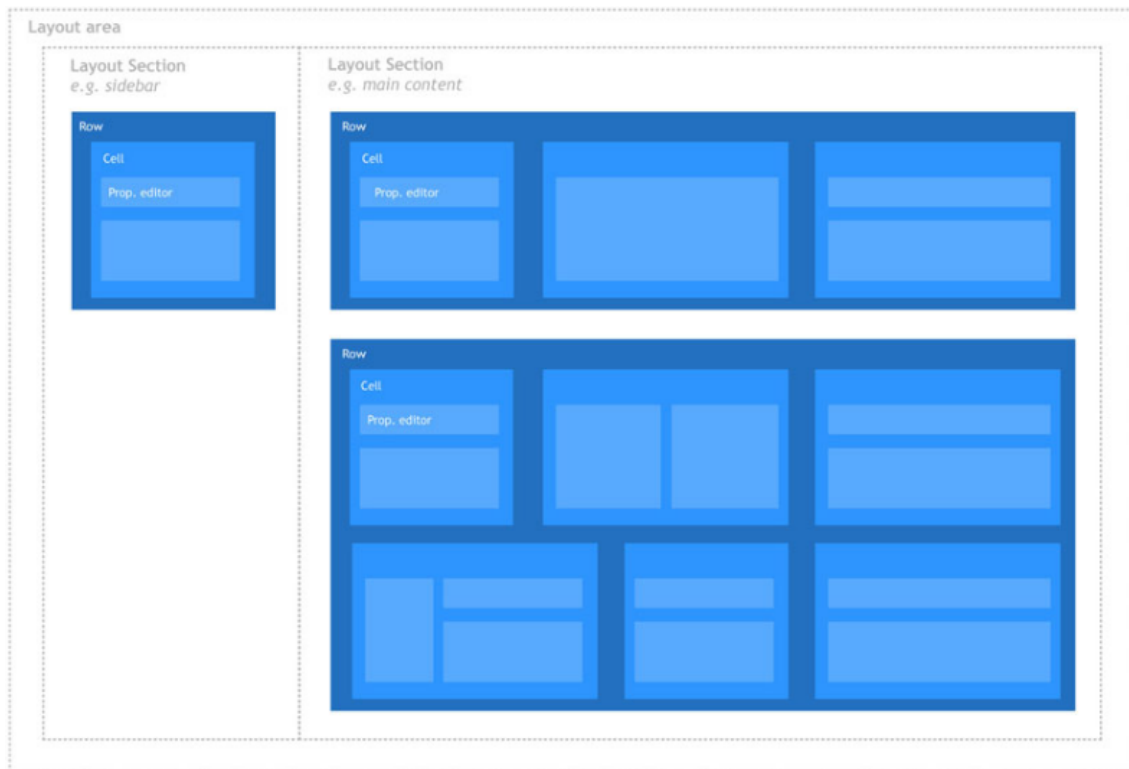 Layout area
Layout Section
e.g. sidebar
Row
Cell
Prop. editor
Layout Section
e.g. main content
Row
Cell
Prop. editor
Row
Cell
Prop. editor